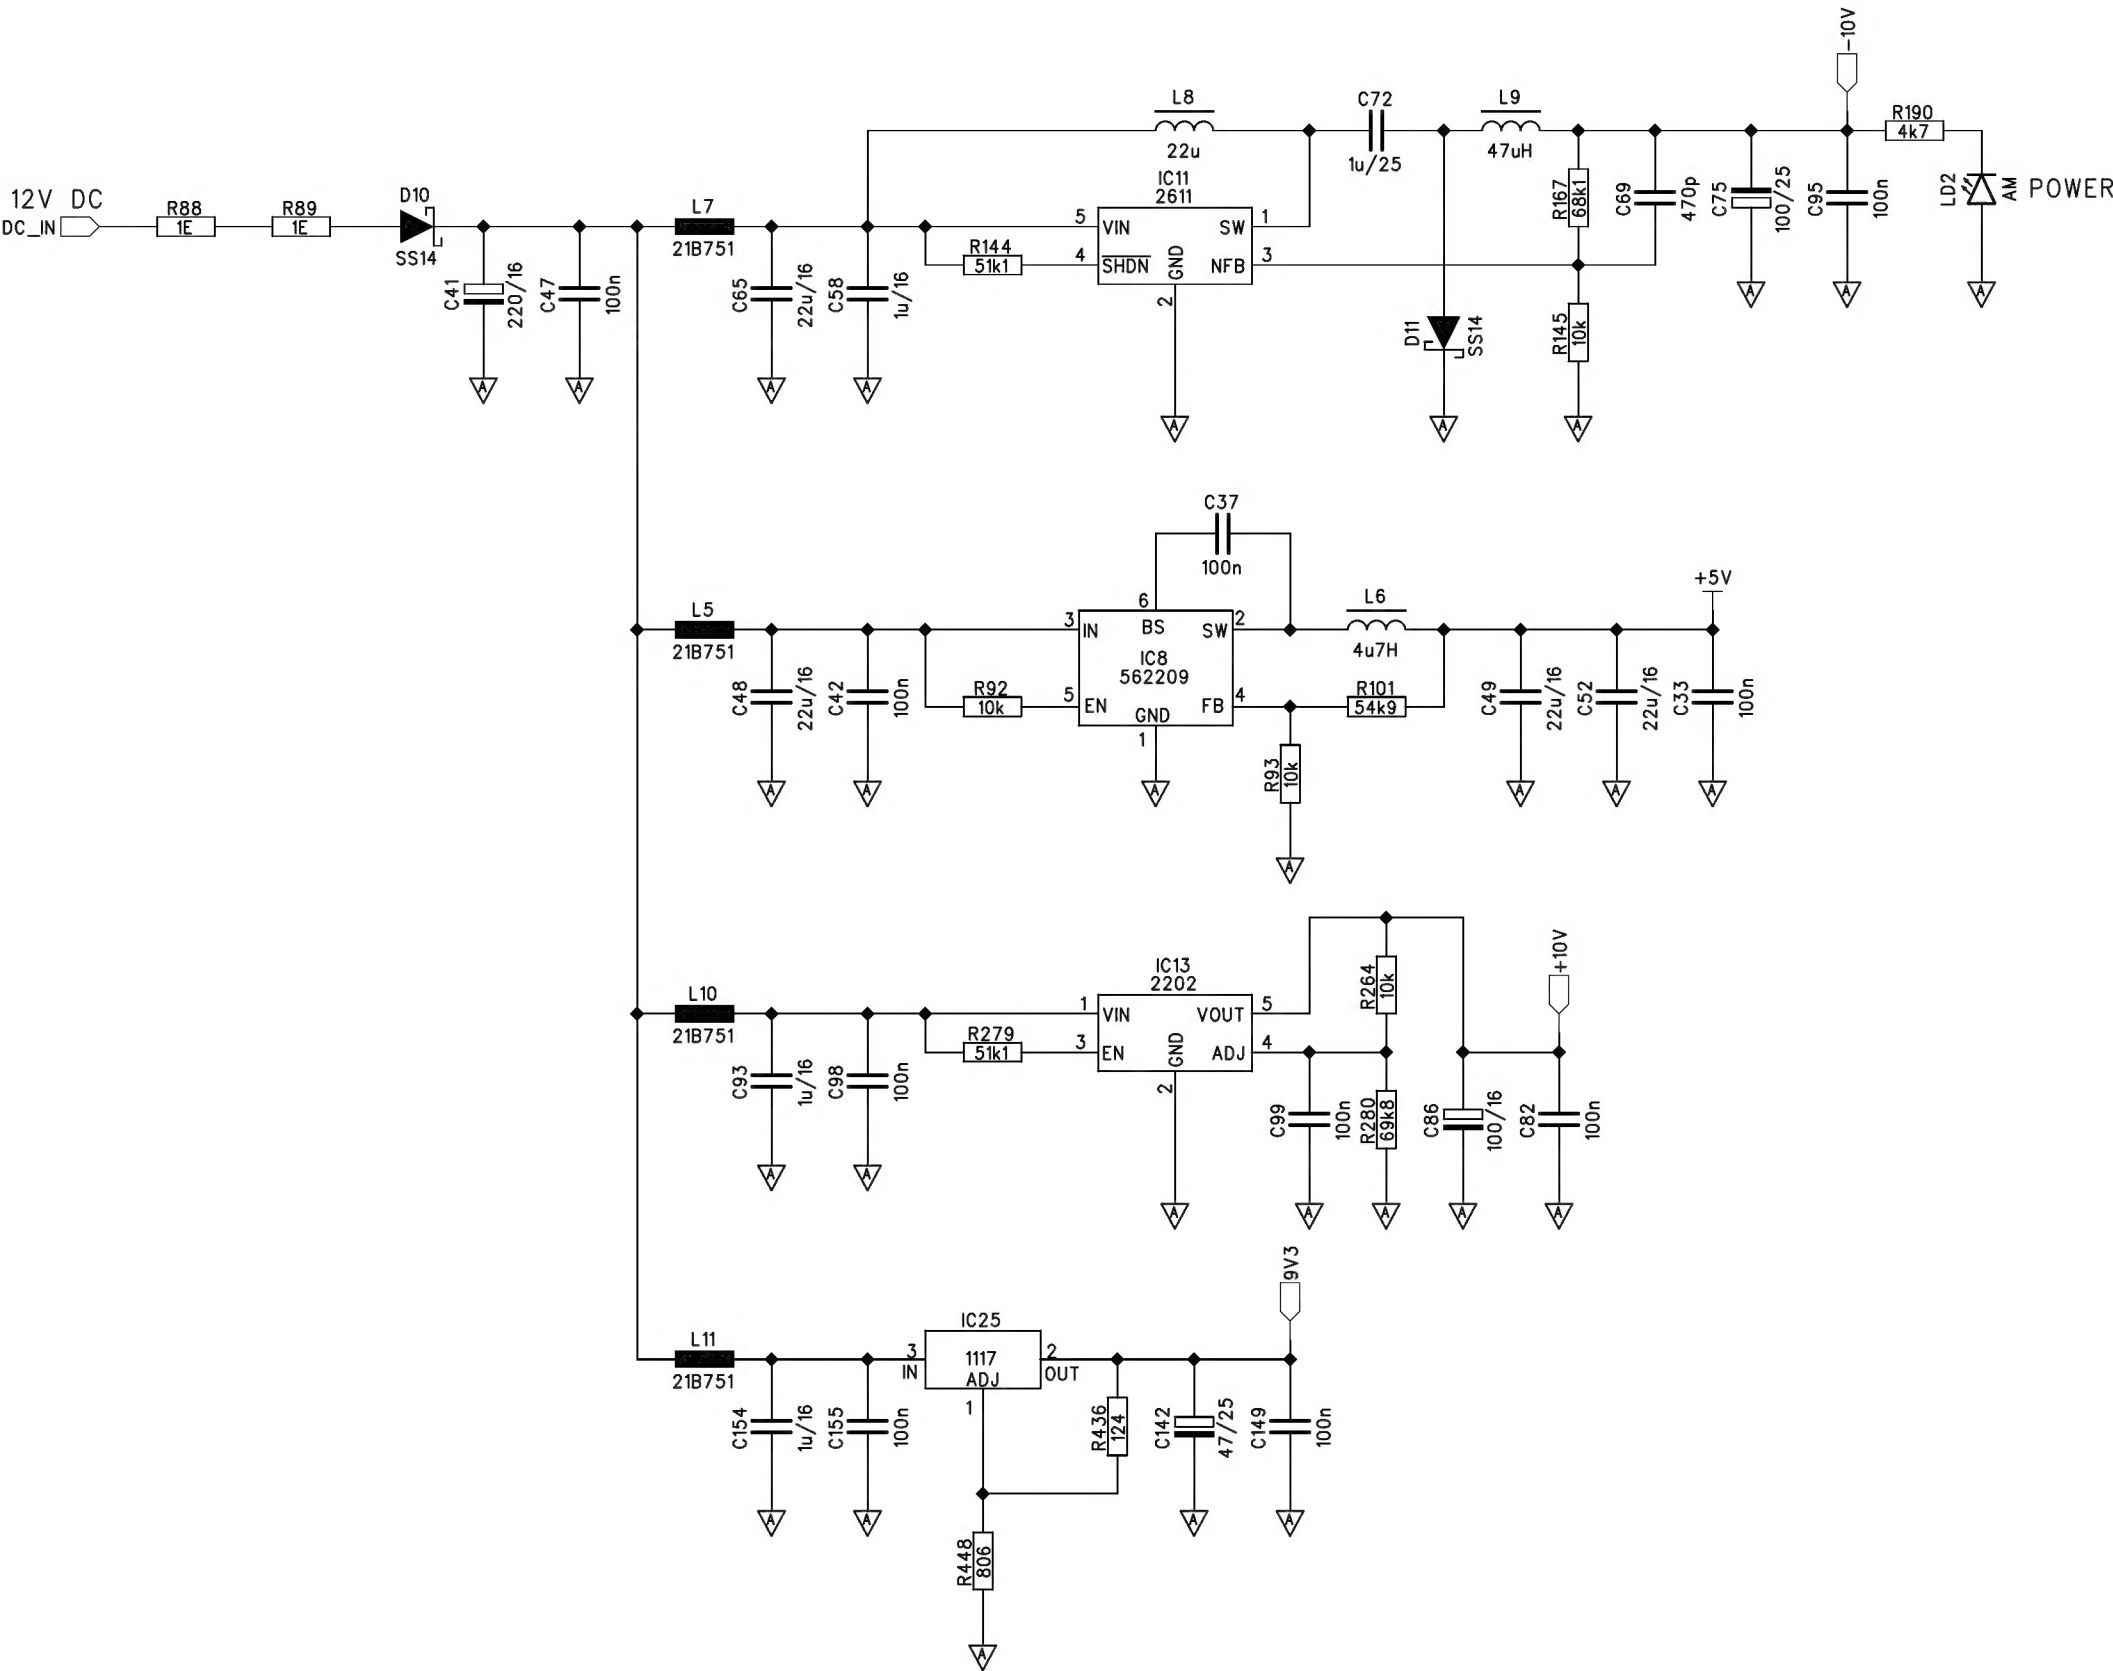 -10V
L8
22u
C72
1u/25
L9
47uH
R190
4k7
LD2
AM
POWER
12V DC
DC_IN
R88
1E
R89
1E
D10
SS14
C41
220/16
C47
100n
L7
21B751
C65
22u/16
C58
1u/16
R144
51k1
IC11
2611
5
VIN
4
SHDN
GND
2
SW
1
NFB
3
D11
SS14
R167
68k1
R145
10k
C69
470p
C75
100/25
C95
100n
A
A
A
A
A
A
A
A
A
A
C37
100n
L5
21B751
C48
22u/16
C42
100n
R92
10k
6
BS
3
IN
5
EN
IC8
562209
GND
1
SW
2
FB
4
L6
4u7H
R101
54k9
R93
10k
C49
22u/16
C52
22u/16
C33
100n
+5V
A
A
A
A
A
A
A
L10
21B751
C93
1u/16
C98
100n
R279
51k1
IC13
2202
1
VIN
3
EN
GND
2
VOUT
5
ADJ
4
R264
10k
C99
100n
R280
69k8
C86
100/16
C82
100n
+10V
A
A
A
A
A
A
A
L11
21B751
C154
1u/16
C155
100n
IC25
1117
ADJ
3
IN
2
OUT
1
R436
124
R448
806
C142
47/25
C149
100n
9V3
A
A
A
A
A